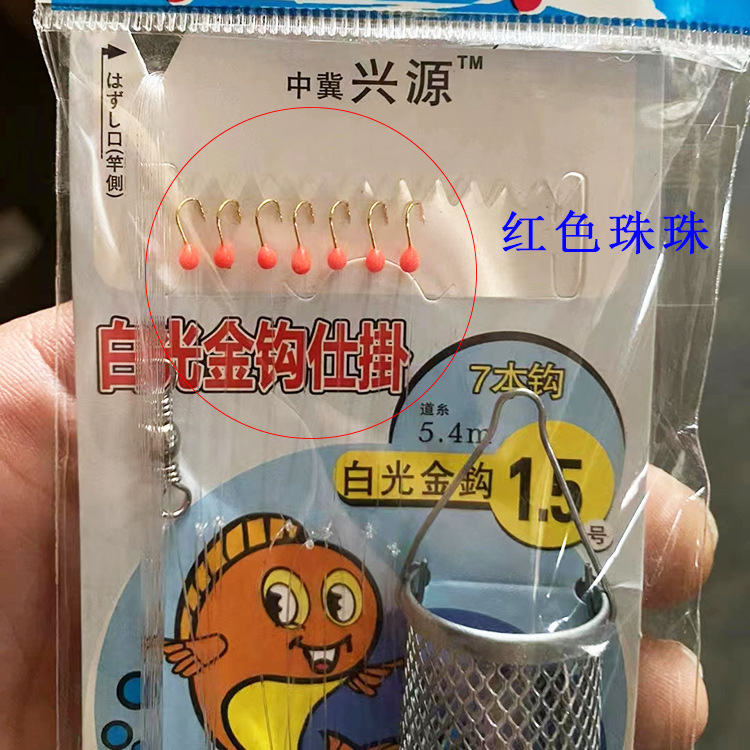 中冀 兴源™
はずし口(竿側)
红色珠珠
白光金钩仕掛
7本钩
道糸
5.4m
白光金鈎 1.5号